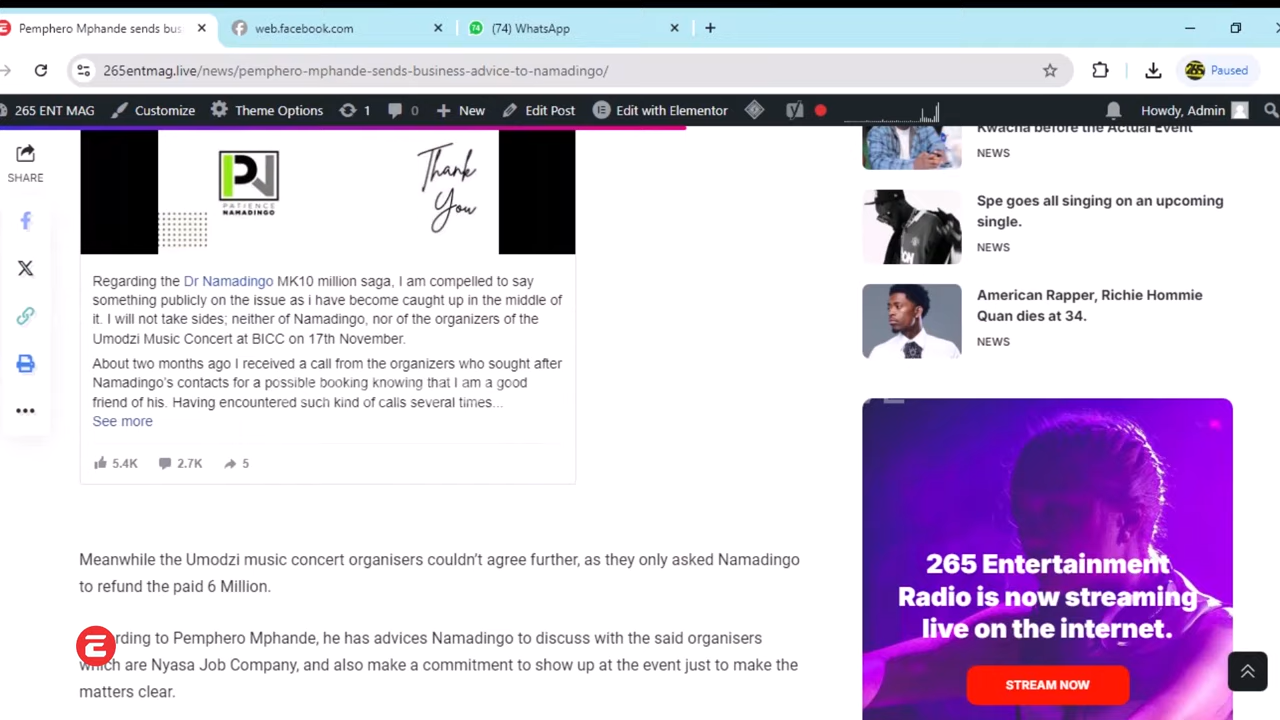 Pemphero Mphande sends bus
web.facebook.com
74
(74) WhatsApp
265entmag.live/news/pemphero-mphande-sends-business-advice-to-namadingo/
265
Paused
265 ENT MAG
Customize
Theme Options
1
0
New
Edit Post
Edit with Elementor
Howdy, Admin
SHARE
PATIENCE
NAMADINGO
Thank
You
Regarding the Dr Namadingo MK10 million saga, I am compelled to say
something publicly on the issue as i have become caught up in the middle of
it. I will not take sides; neither of Namadingo, nor of the organizers of the
Umodzi Music Concert at BICC on 17th November.
About two months ago I received a call from the organizers who sought after
Namadingo's contacts for a possible booking knowing that I am a good
friend of his. Having encountered such kind of calls several times...
See more
5.4K
2.7K
5
Meanwhile the Umodzi music concert organisers couldn't agree further, as they only asked Namadingo
to refund the paid 6 Million.
rding to Pemphero Mphande, he has advices Namadingo to discuss with the said organisers
which are Nyasa Job Company, and also make a commitment to show up at the event just to make the
matters clear.
Kwacha before the Actual Event
NEWS
Spe goes all singing on an upcoming
single.
NEWS
American Rapper, Richie Hommie
Quan dies at 34.
NEWS
265 Entertainment
Radio is now streaming
live on the internet.
STREAM NOW